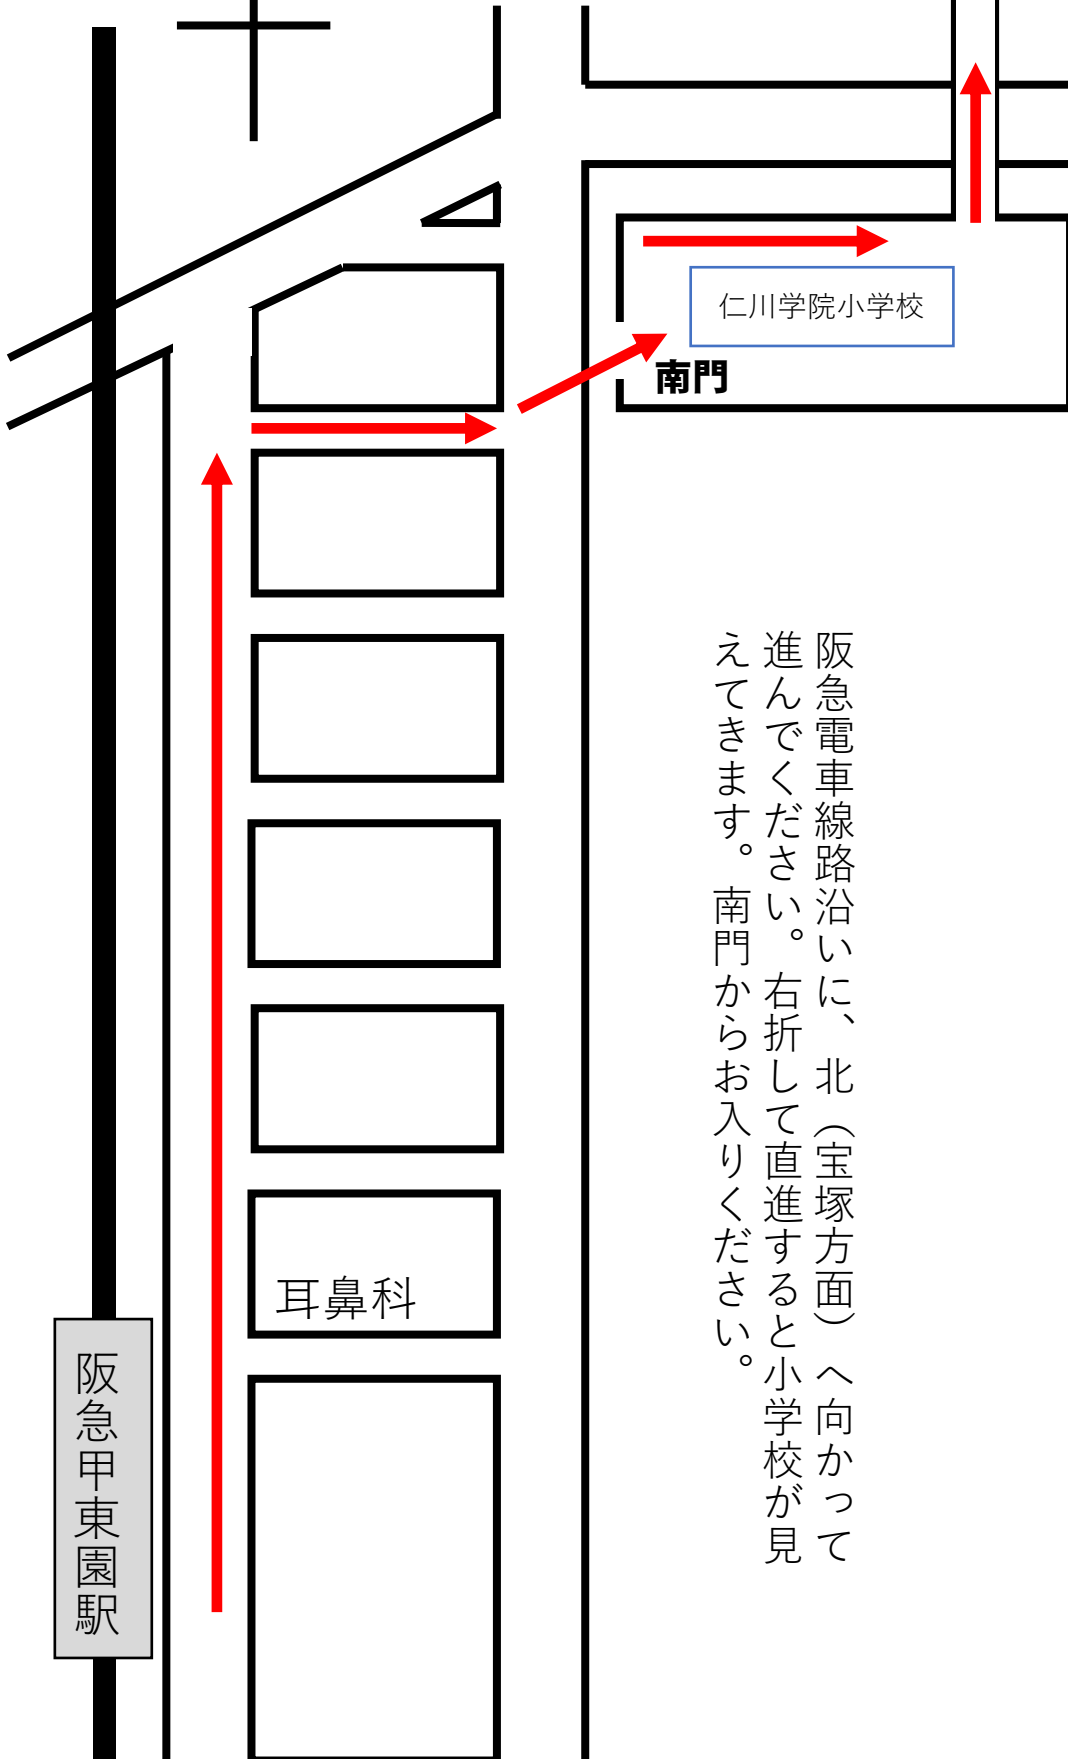 仁川学院小学校
南門
阪急電車線路沿いに、北（宝塚方面）へ向かって
進んでください。右折して直進すると小学校が見
えてきます。南門からお入りください。
耳鼻科
阪急甲東園駅